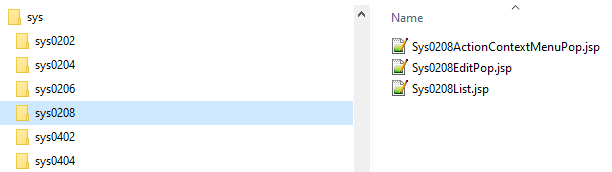 sys
sys0202
sys0204
sys0206
sys0208
sys0402
sys0404
Name
Sys0208ActionContextMenuPop.jsp
Sys0208EditPop.jsp
Sys0208List.jsp